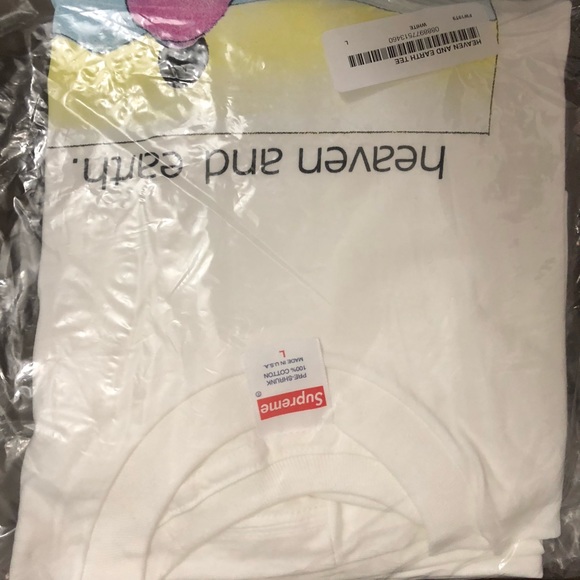 Supreme
®
PRE-SHRUNK
100% COTTON
MADE IN U.S.A.
L
heaven and earth.
HEAVEN AND EARTH TEE
WHITE
L